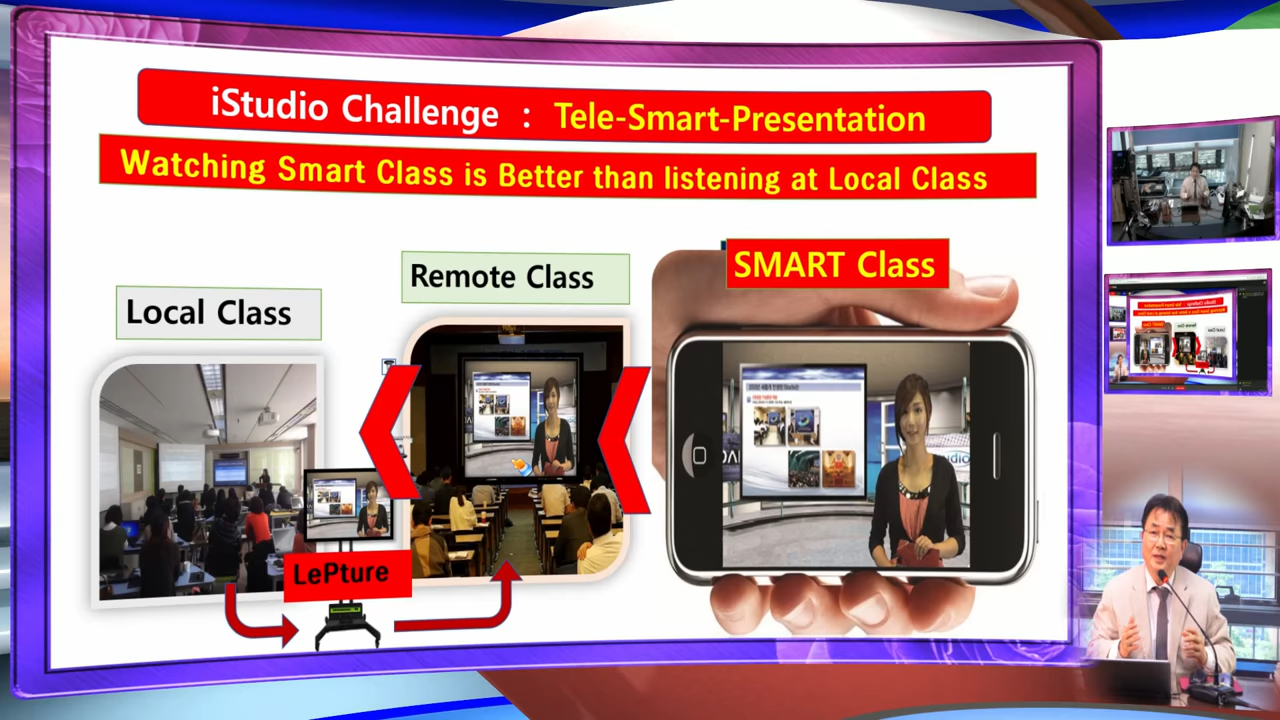 iStudio Challenge : Tele-Smart-Presentation
Watching Smart Class is Better than listening at Local Class
SMART Class
Remote Class
Local Class
LePture